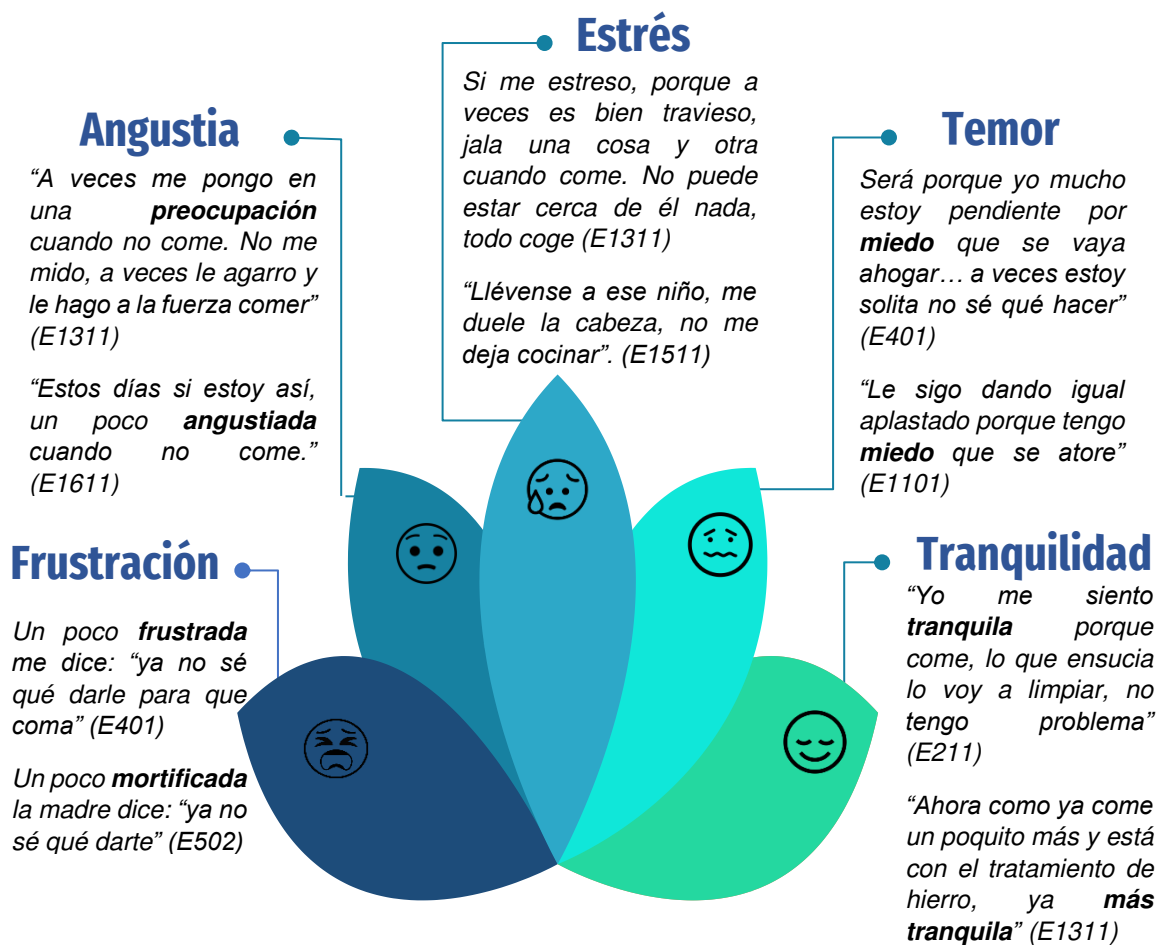 Estrés
Si me estreso, porque a
veces es bien travieso,
jala una cosa y otra
cuando come. No puede
estar cerca de él nada,
todo coge (E1311)
“Llévense a ese niño, me
duele la cabeza, no me
deja cocinar”. (E1511)
Angustia
“A veces me pongo en
una preocupación
cuando no come. No me
mido, a veces le agarro y
le hago a la fuerza comer”
(E1311)
“Estos días si estoy así,
un poco angustiada
cuando no come.”
(E1611)
Temor
Será porque yo mucho
estoy pendiente por
miedo que se vaya
ahogar… a veces estoy
solita no sé qué hacer”
(E401)
“Le sigo dando igual
aplastado porque tengo
miedo que se atore”
(E1101)
Frustración
Un poco frustrada
me dice: “ya no sé
qué darle para que
coma” (E401)
Un poco mortificada
la madre dice: “ya no
sé qué darte” (E502)
Tranquilidad
“Yo me siento
tranquila porque
come, lo que ensucia
lo voy a limpiar, no
tengo problema”
(E211)
“Ahora como ya come
un poquito más y está
con el tratamiento de
hierro, ya más
tranquila” (E1311)